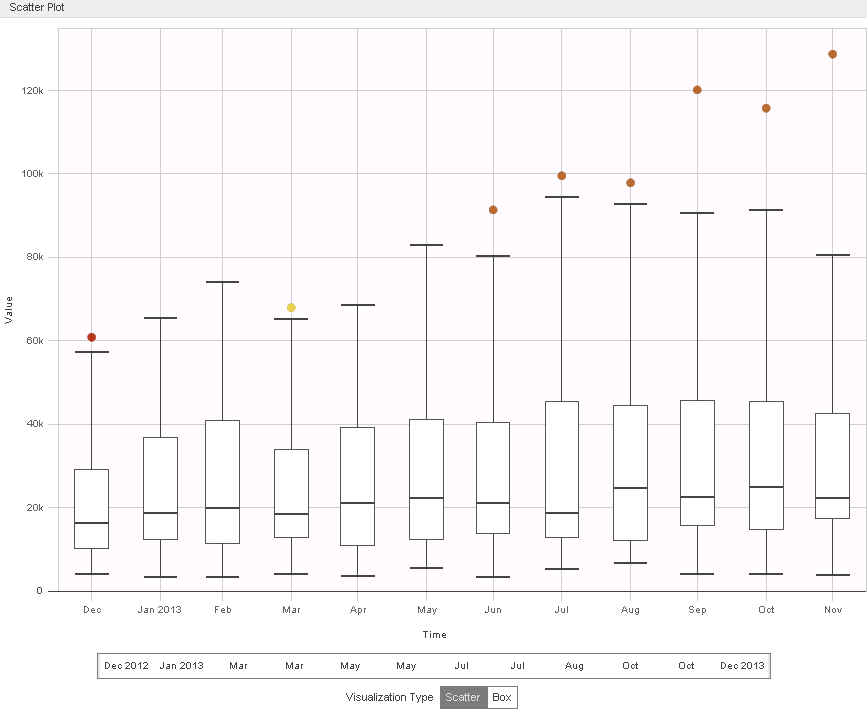 Scatter Plot
120k
100k
80k
60k
40k
20k
0
Value
Dec Jan 2013 Feb Mar Apr May Jun Jul Aug Sep Oct Nov
Time
Dec 2012 Jan 2013 Mar Mar May May Jul Jul Aug Oct Oct Dec 2013
Visualization Type Scatter Box